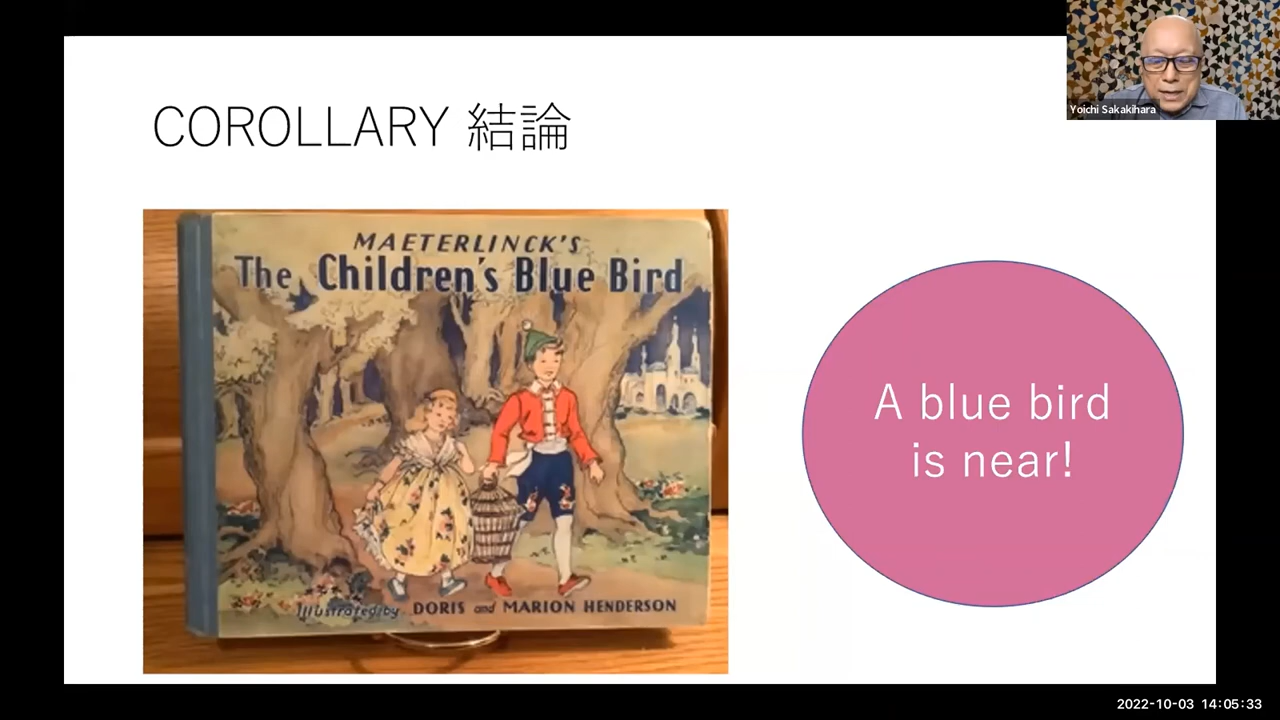 COROLLARY 結論
Yoichi Sakakihara
MAETERLINCK'S
The Children's Blue Bird
Illustrated by DORIS and MARION HENDERSON
A blue bird
is near!
2022-10-03 14:05:33